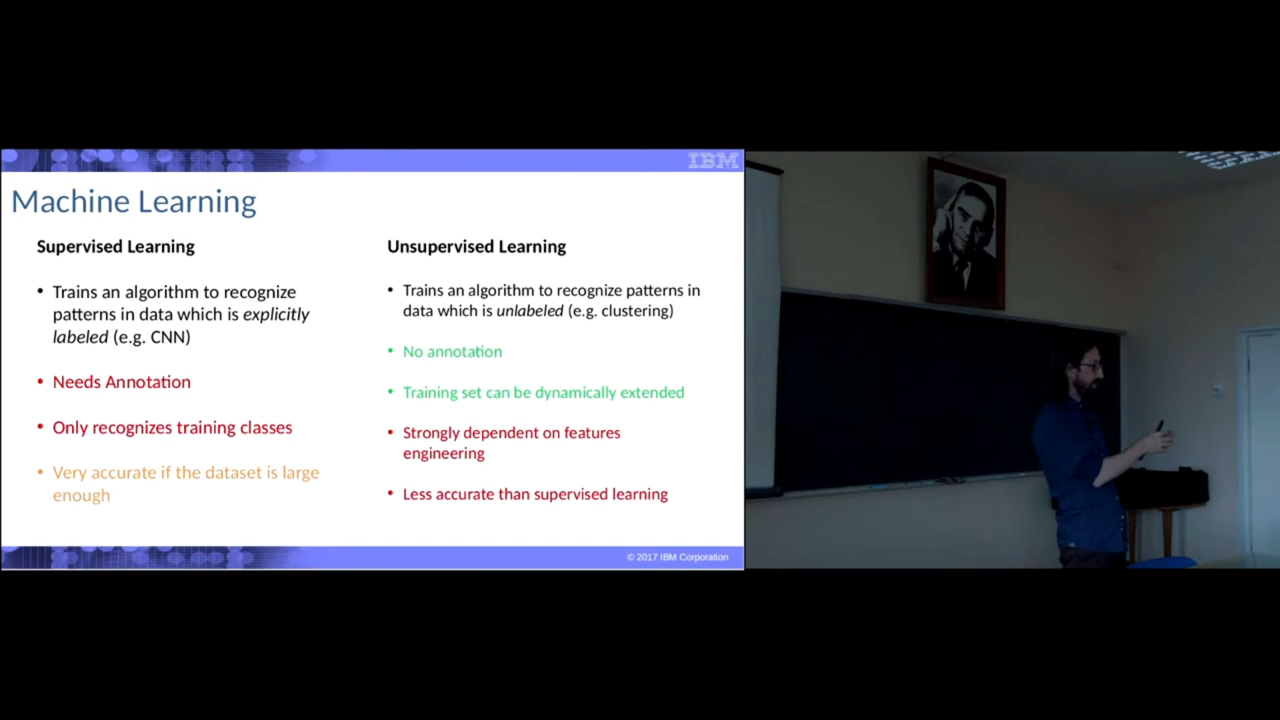 IBM
Machine Learning
Supervised Learning
• Trains an algorithm to recognize
patterns in data which is explicitly
labeled (e.g. CNN)
• Needs Annotation
• Only recognizes training classes
• Very accurate if the dataset is large
enough
Unsupervised Learning
• Trains an algorithm to recognize patterns in
data which is unlabeled (e.g. clustering)
• No annotation
• Training set can be dynamically extended
• Strongly dependent on features
engineering
• Less accurate than supervised learning
© 2017 IBM Corporation